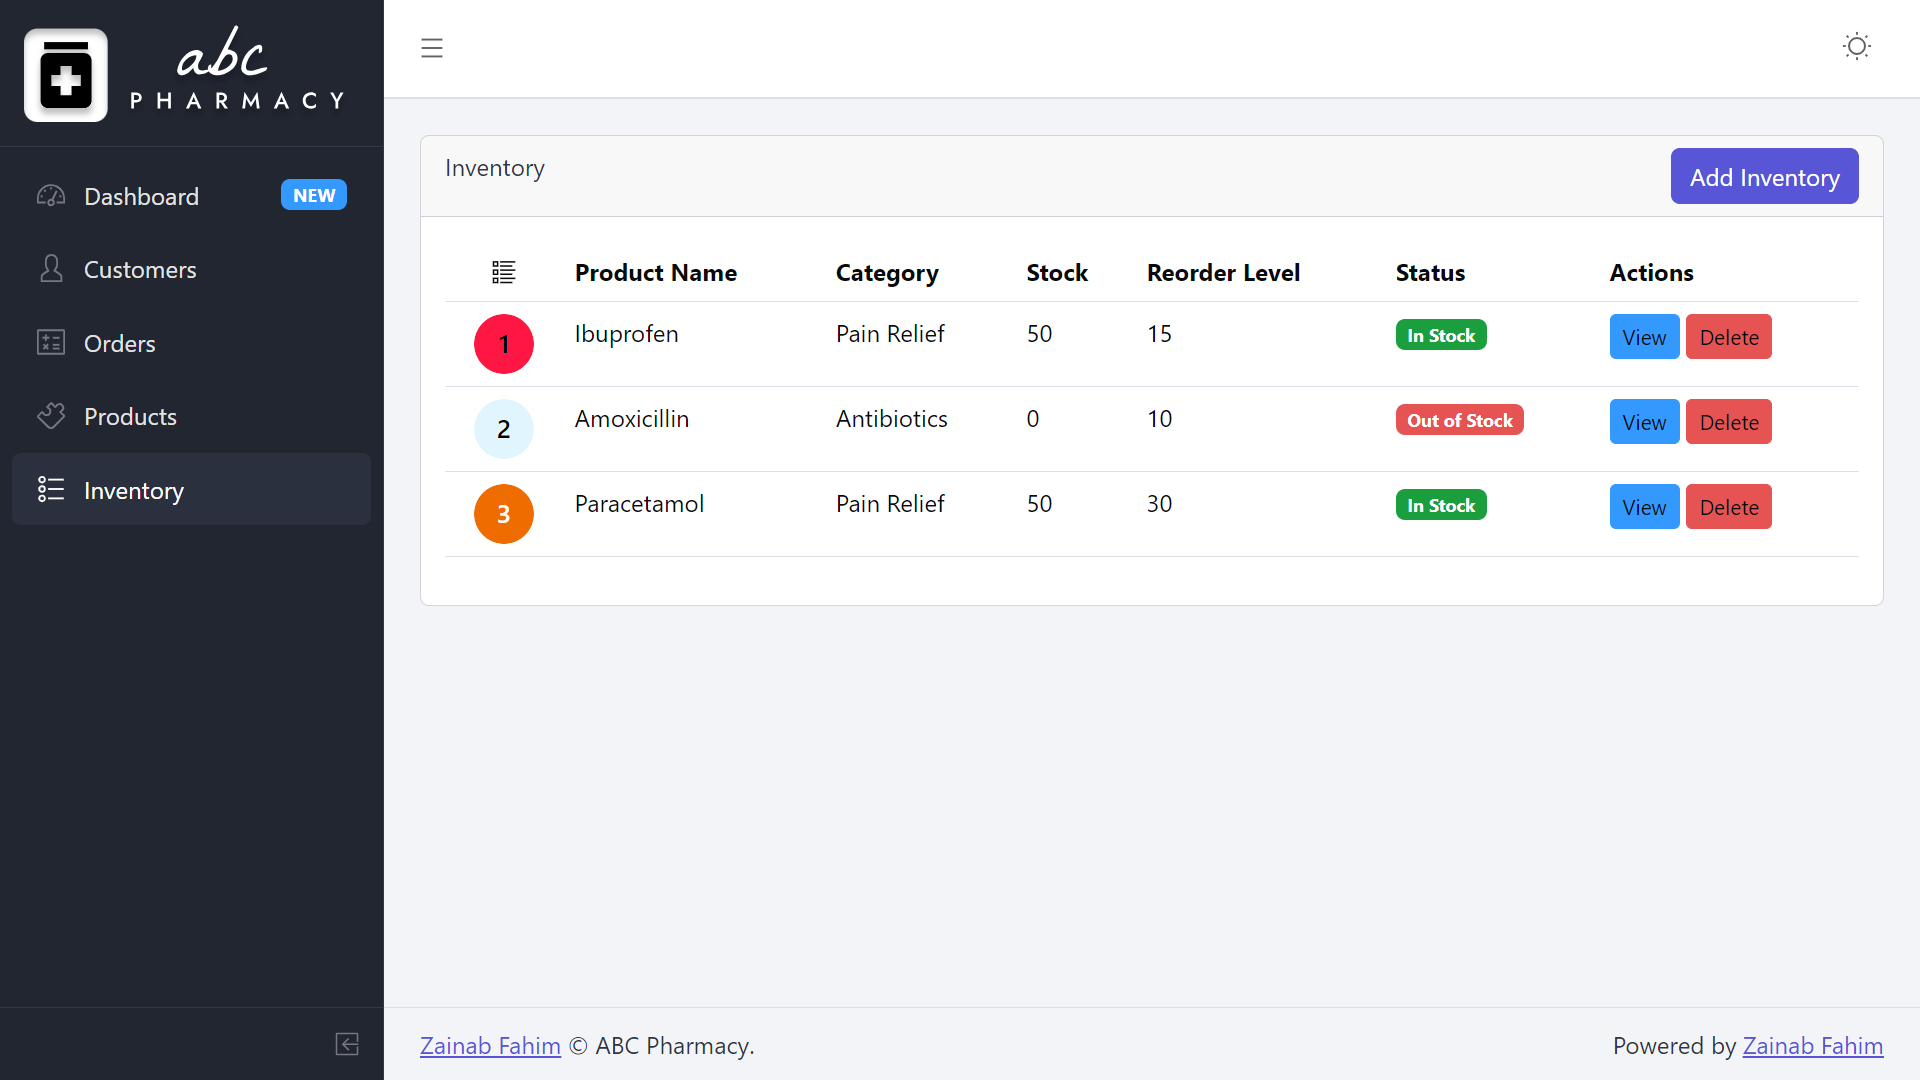 abc
PHARMACY
Dashboard NEW
Customers
Orders
Products
Inventory
Inventory
Add Inventory
Product Name Category Stock Reorder Level Status Actions
1 Ibuprofen Pain Relief 50 15 In Stock View Delete
2 Amoxicillin Antibiotics 0 10 Out of Stock View Delete
3 Paracetamol Pain Relief 50 30 In Stock View Delete
Zainab Fahim © ABC Pharmacy.
Powered by Zainab Fahim